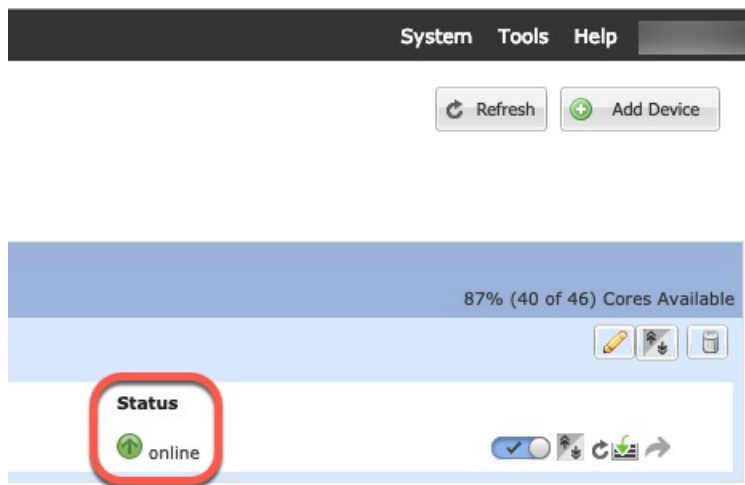 System Tools Help
Refresh Add Device
87% (40 of 46) Cores Available
Status
online